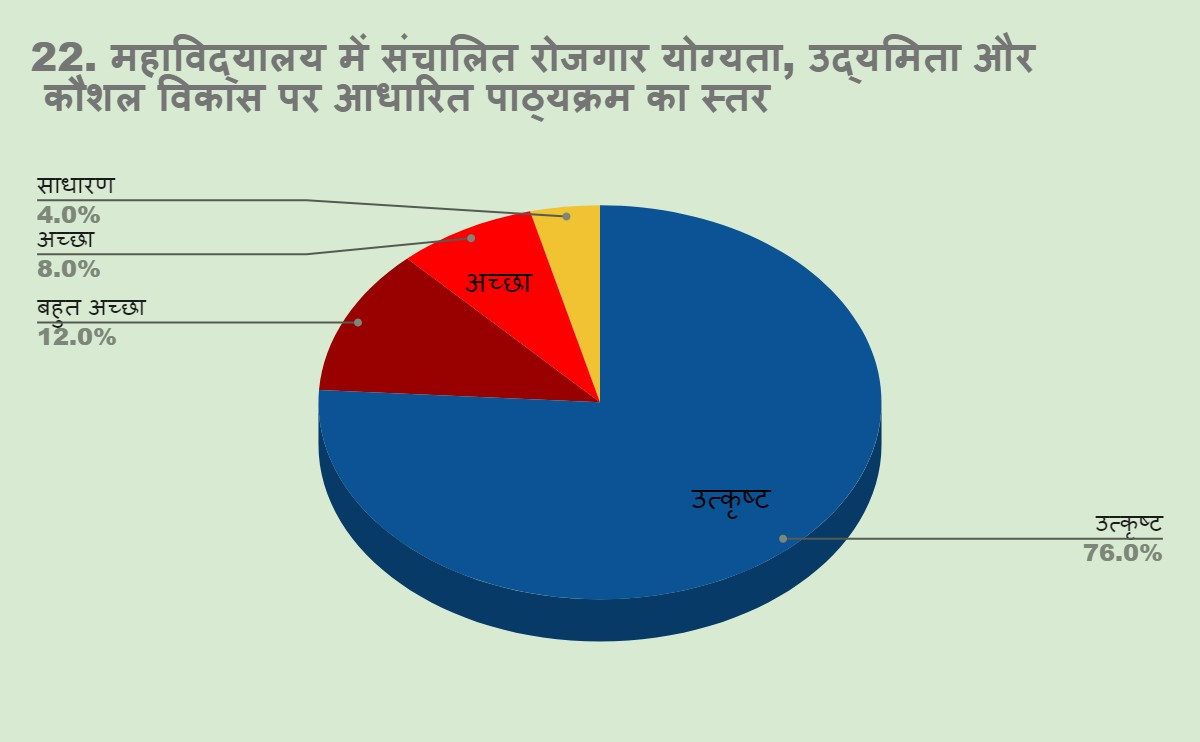 22. महाविद्यालय में संचालित रोजगार योग्यता, उद्यमिता और
कौशल विकास पर आधारित पाठ्यक्रम का स्तर
साधारण
4.0%
अच्छा
8.0%
बहुत अच्छा
12.0%
अच्छा
उत्कृष्ट
उत्कृष्ट
76.0%